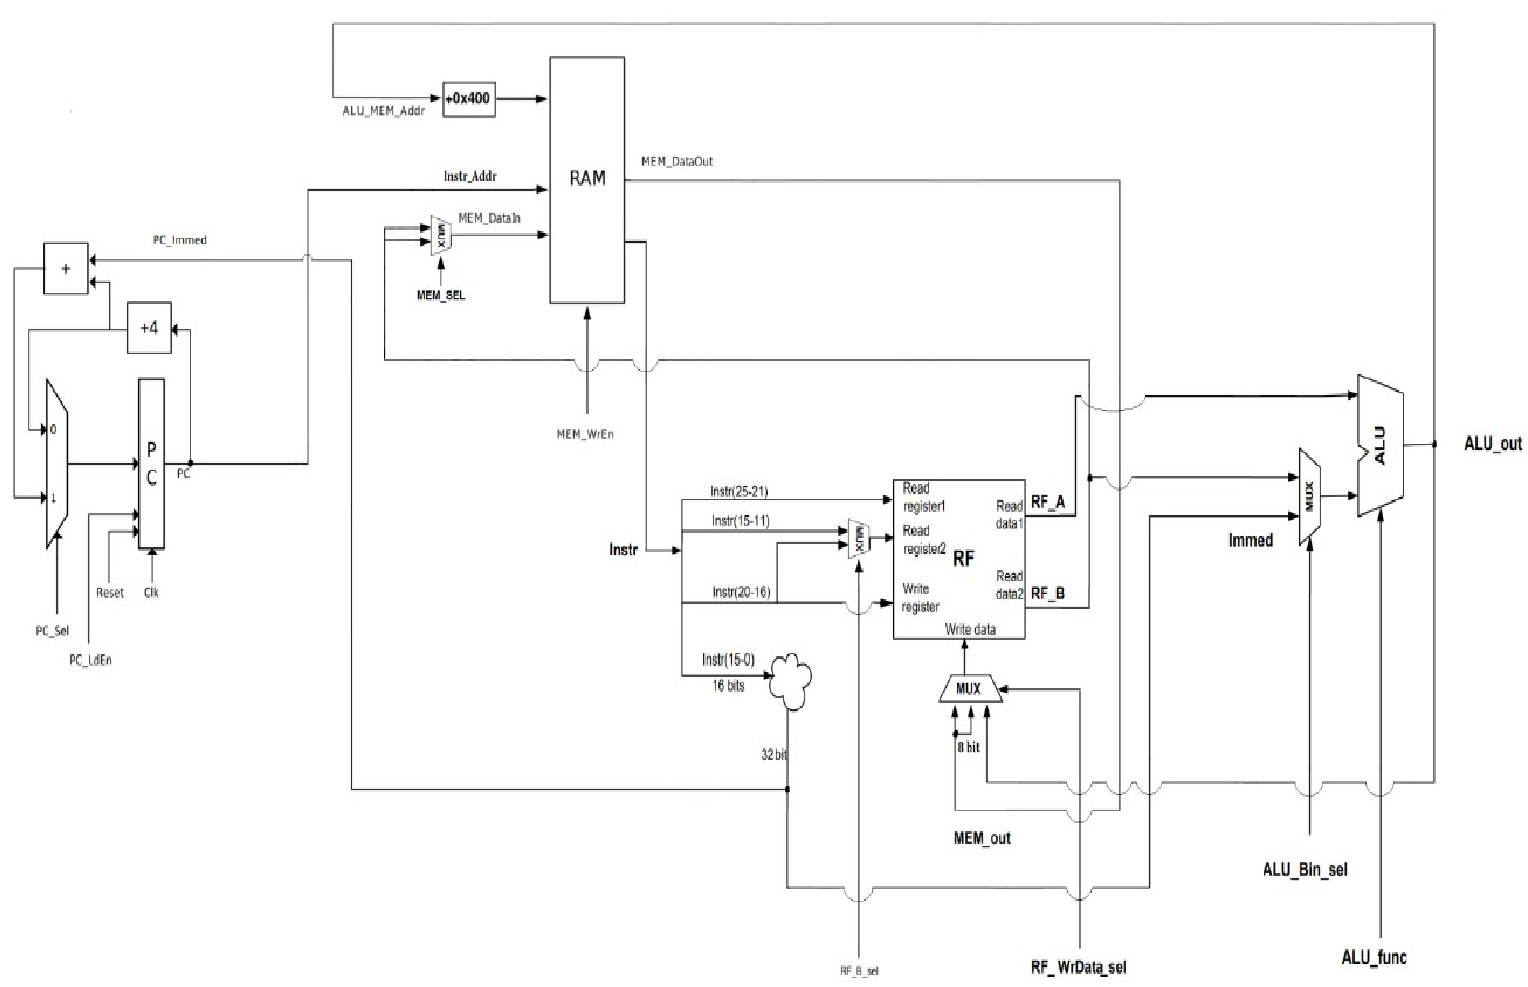 +0x400
ALU_MEM_Addr
RAM
MEM_DataOut
Instr_Addr
MEM_DataIn
MUX
PC_Immed
+
MEM_SEL
+4
0
P
C
PC
1
MEM_WrEn
ALU
ALU_out
MUX
Instr(25-21)
Read
register1
Read
data1
RF_A
Instr(15-11)
MUX
Read
register2
RF
Immed
Instr
Instr(20-16)
Write
register
Read
data2
RF_B
Write data
Reset
Clk
PC_Sel
PC_LdEn
Instr(15-0)
16 bits
MUX
32 bit
8 bit
MEM_out
ALU_Bin_sel
RF_B_sel
RF_WrData_sel
ALU_func